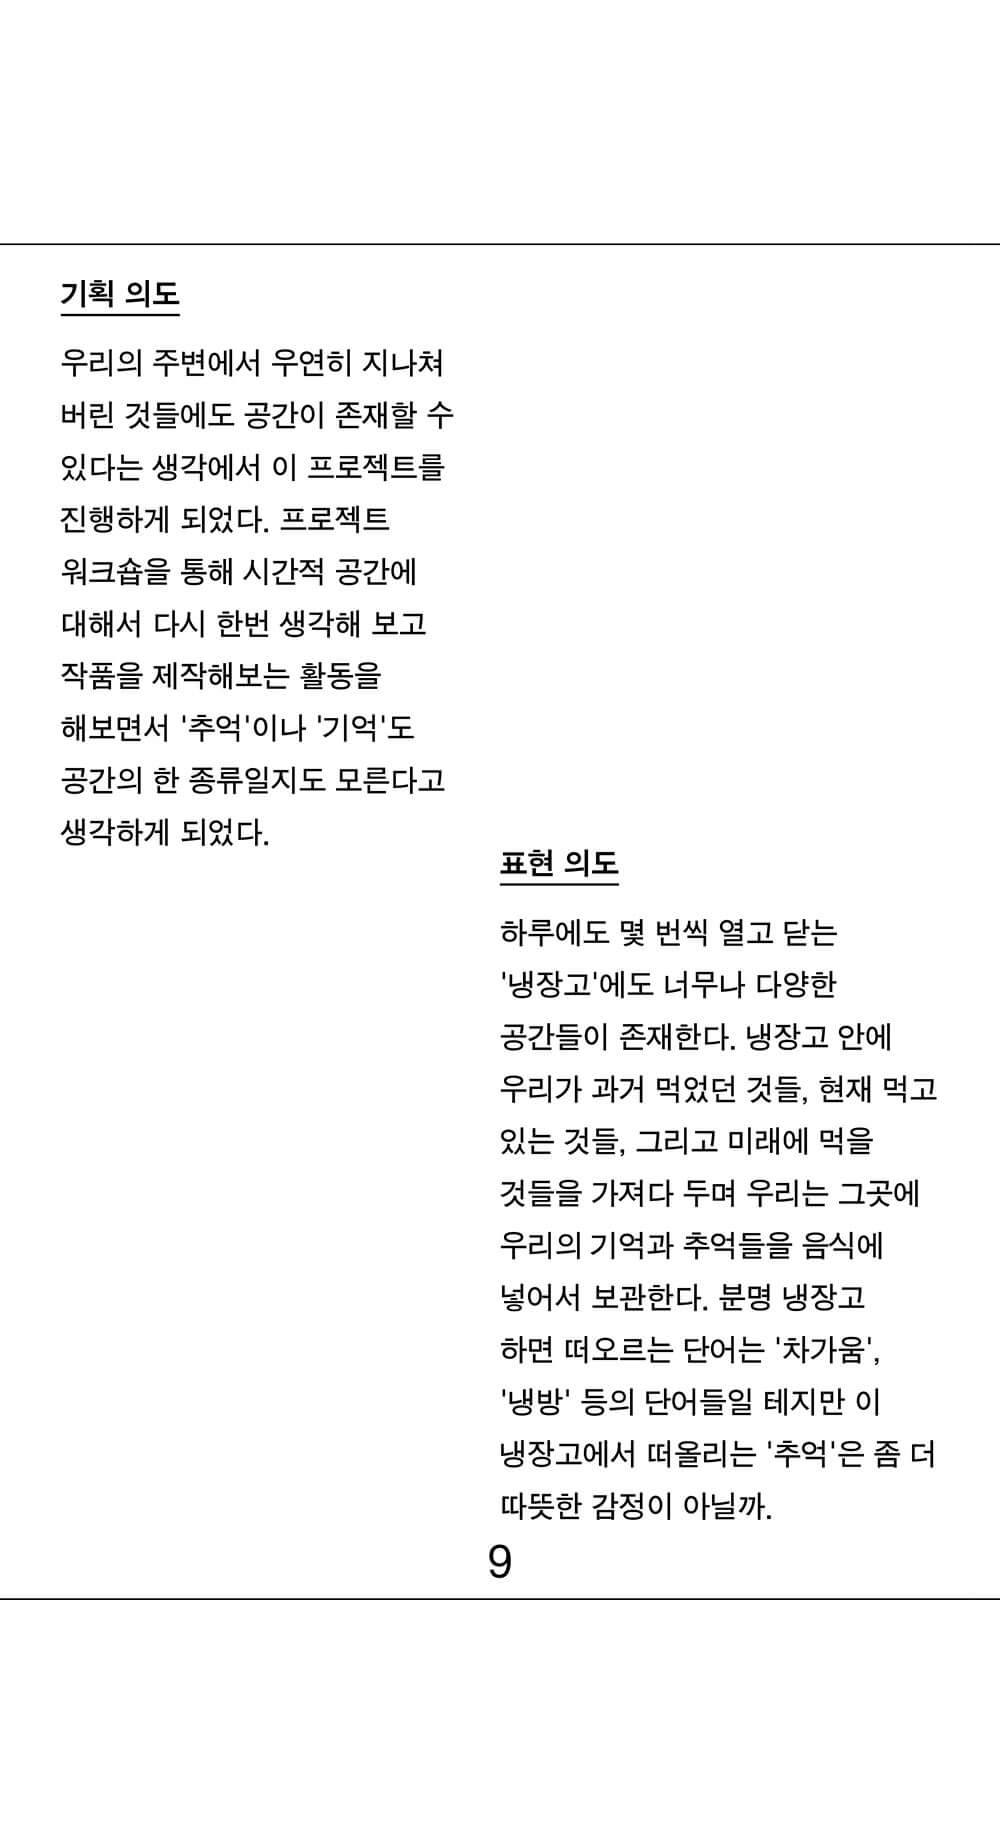 기획 의도
우리의 주변에서 우연히 지나쳐
버린 것들에도 공간이 존재할 수
있다는 생각에서 이 프로젝트를
진행하게 되었다. 프로젝트
워크숍을 통해 시간적 공간에
대해서 다시 한번 생각해 보고
작품을 제작해보는 활동을
해보면서 '추억'이나 '기억'도
공간의 한 종류일지도 모른다고
생각하게 되었다.
표현 의도
하루에도 몇 번씩 열고 닫는
'냉장고'에도 너무나 다양한
공간들이 존재한다. 냉장고 안에
우리가 과거 먹었던 것들, 현재 먹고
있는 것들, 그리고 미래에 먹을
것들을 가져다 두며 우리는 그곳에
우리의 기억과 추억들을 음식에
넣어서 보관한다. 분명 냉장고
하면 떠오르는 단어는 '차가움',
'냉방' 등의 단어들일 테지만 이
냉장고에서 떠올리는 '추억'은 좀 더
따뜻한 감정이 아닐까.
9